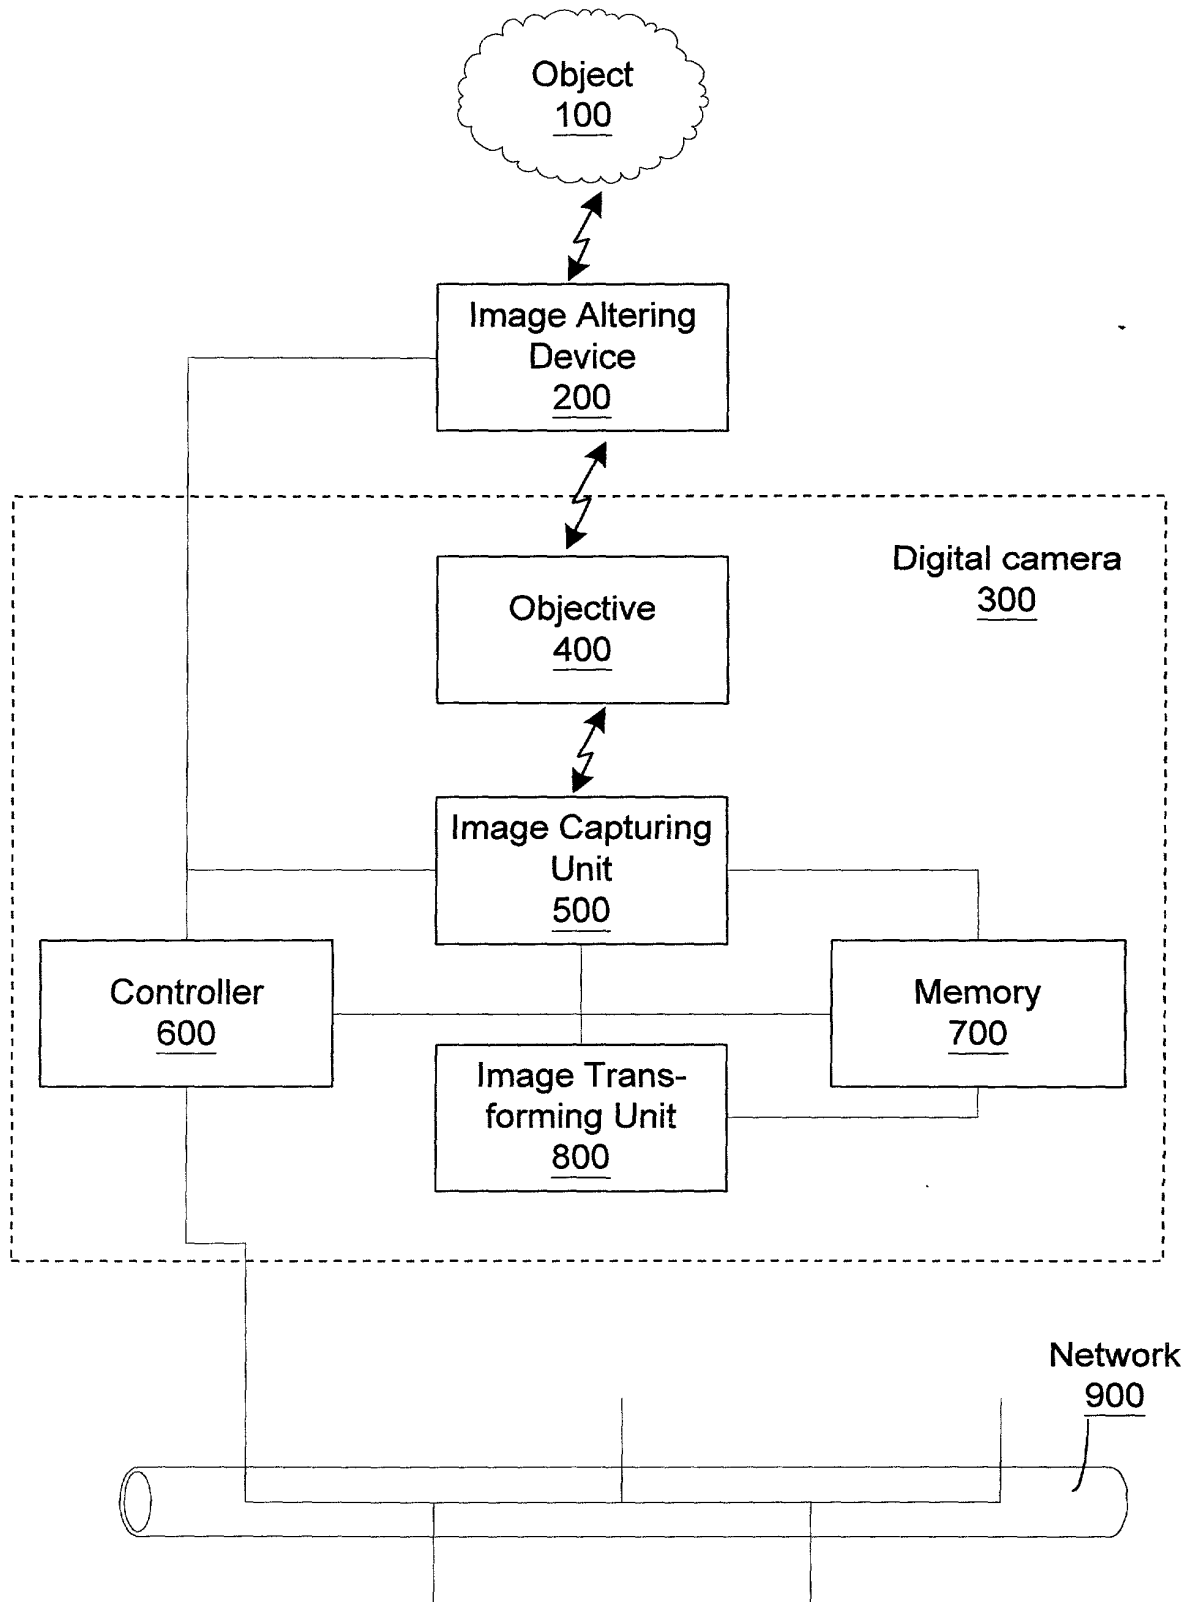 Object
100
Image Altering
Device
200
Digital camera
300
Objective
400
Image Capturing
Unit
500
Controller
600
Memory
700
Image Trans-
forming Unit
800
Network
900